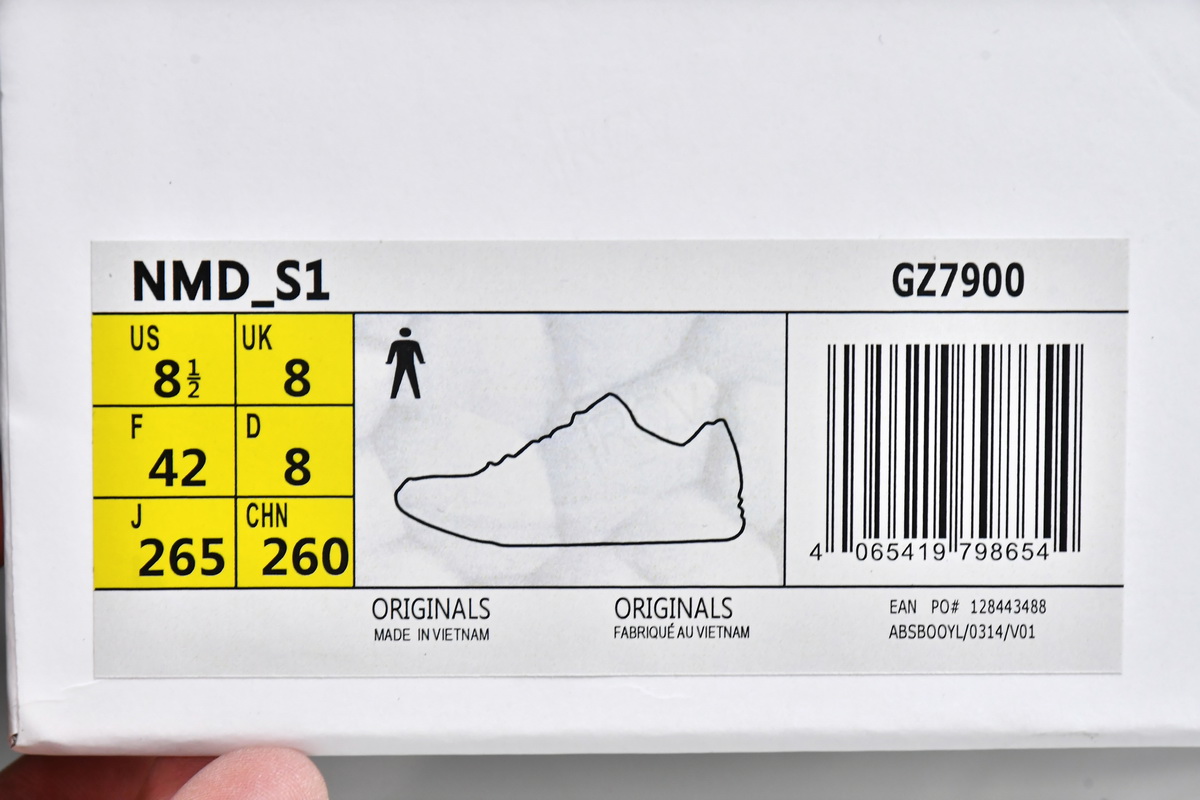 NMD_S1 GZ7900
US UK
8½ 8
F D
42 8
J CHN
265 260
4 065419 798654
ORIGINALS ORIGINALS EAN PO# 128443488
MADE IN VIETNAM FABRIQUÉ AU VIETNAM ABSBOOYL/0314/V01